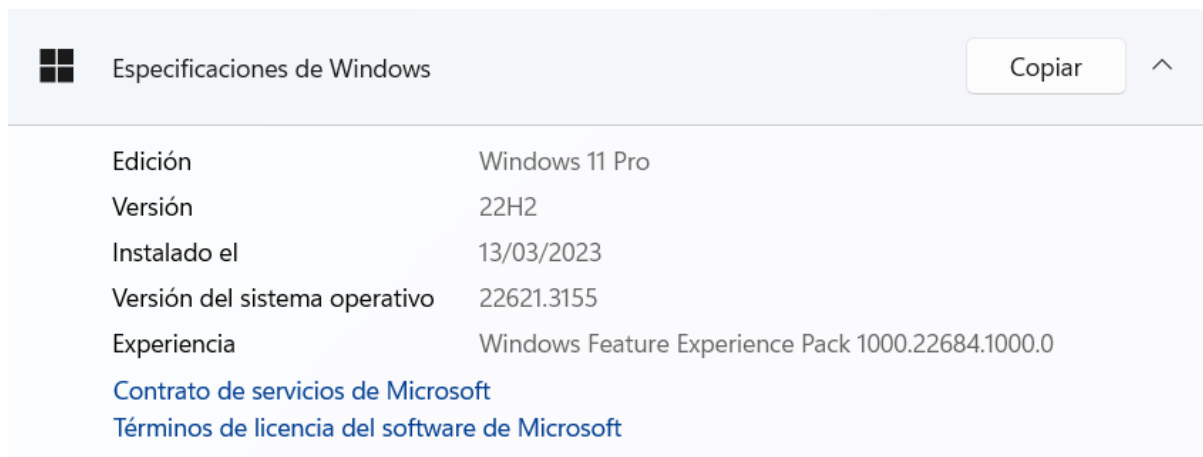 Especificaciones de Windows Copiar
Edición Windows 11 Pro
Versión 22H2
Instalado el 13/03/2023
Versión del sistema operativo 22621.3155
Experiencia Windows Feature Experience Pack 1000.22684.1000.0
Contrato de servicios de Microsoft
Términos de licencia del software de Microsoft